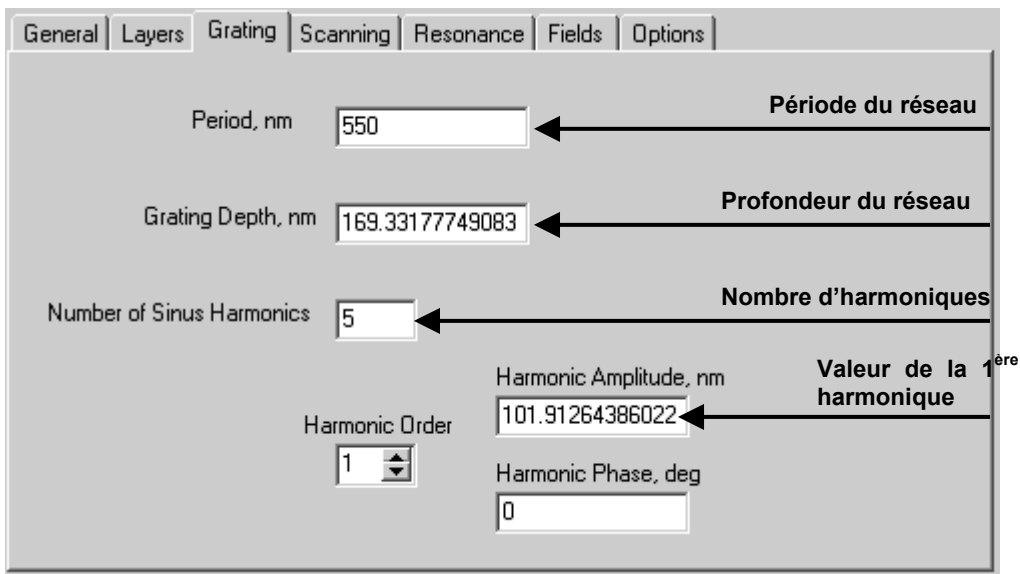 General Layers Grating Scanning Resonance Fields Options
Period, nm 550 Période du réseau
Grating Depth, nm 169.33177749083 Profondeur du réseau
Number of Sinus Harmonics 5 Nombre d'harmoniques
Harmonic Amplitude, nm Valeur de la 1ère
101.91264386022 harmonique
Harmonic Order
1
Harmonic Phase, deg
0